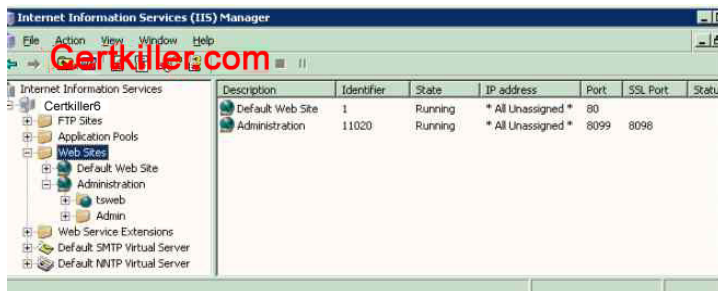 Internet Information Services (IIS) Manager
File Action View Window Help
Certkiller.com
Internet Information Services
Certkiller6
FTP Sites
Application Pools
Web Sites
Default Web Site
Administration
tsweb
Admin
Web Service Extensions
Default SMTP Virtual Server
Default NNTP Virtual Server
Description Identifier State IP address Port SSL Port Statu
Default Web Site 1 Running * All Unassigned * 80
Administration 11020 Running * All Unassigned * 8099 8098